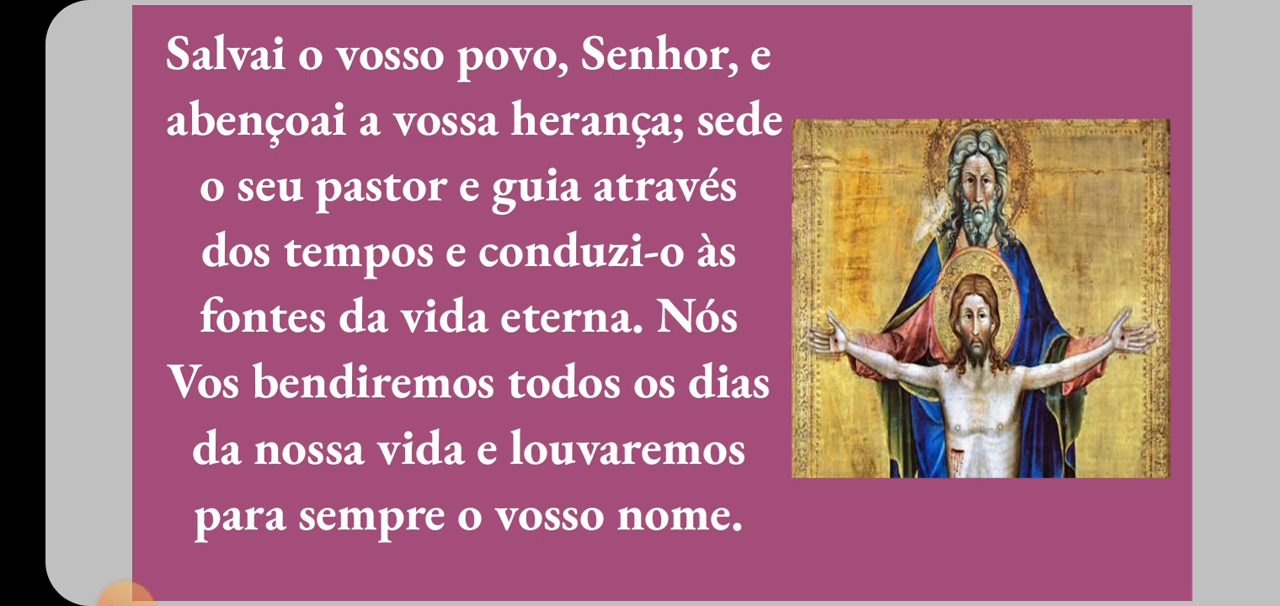 Salvai o vosso povo, Senhor, e
abençoai a vossa herança; sede
o seu pastor e guia através
dos tempos e conduzi-o às
fontes da vida eterna. Nós
Vos bendiremos todos os dias
da nossa vida e louvaremos
para sempre o vosso nome.